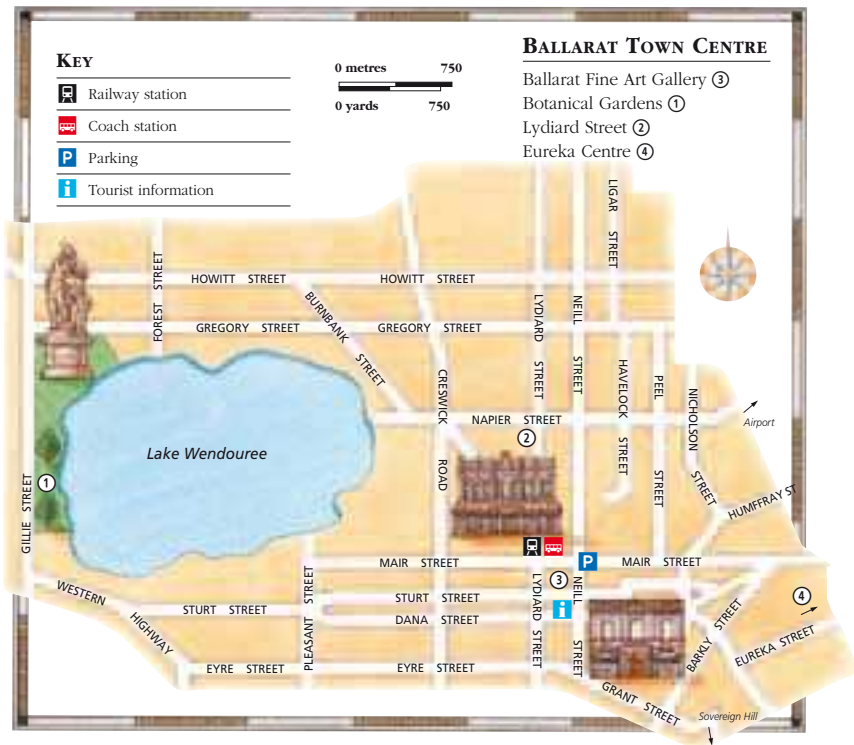 KEY
Railway station
Coach station
P Parking
i Tourist information
0 metres 750
0 yards 750
BALLARAT TOWN CENTRE
Ballarat Fine Art Gallery ③
Botanical Gardens ①
Lydiard Street ②
Eureka Centre ④
LIGAR STREET
HOWITT STREET
HOWITT STREET
FOREST STREET
GREGORY STREET
BURNBANK STREET
GREGORY STREET
LYDIARD STREET
NEILL STREET
HAVELOCK STREET
PEEL STREET
NICHOLSON STREET
CRESWICK ROAD
NAPIER STREET
②
Airport
Lake Wendouree
①
GILLIE STREET
HUMFFRAY ST
P
MAIR STREET
MAIR STREET
③
WESTERN HIGHWAY
STURT STREET
PLEASANT STREET
STURT STREET
DANA STREET
LYDIARD STREET
i
NEILL STREET
④
BARKLY STREET
EUREKA STREET
EYRE STREET
EYRE STREET
GRANT STREET
Sovereign Hill